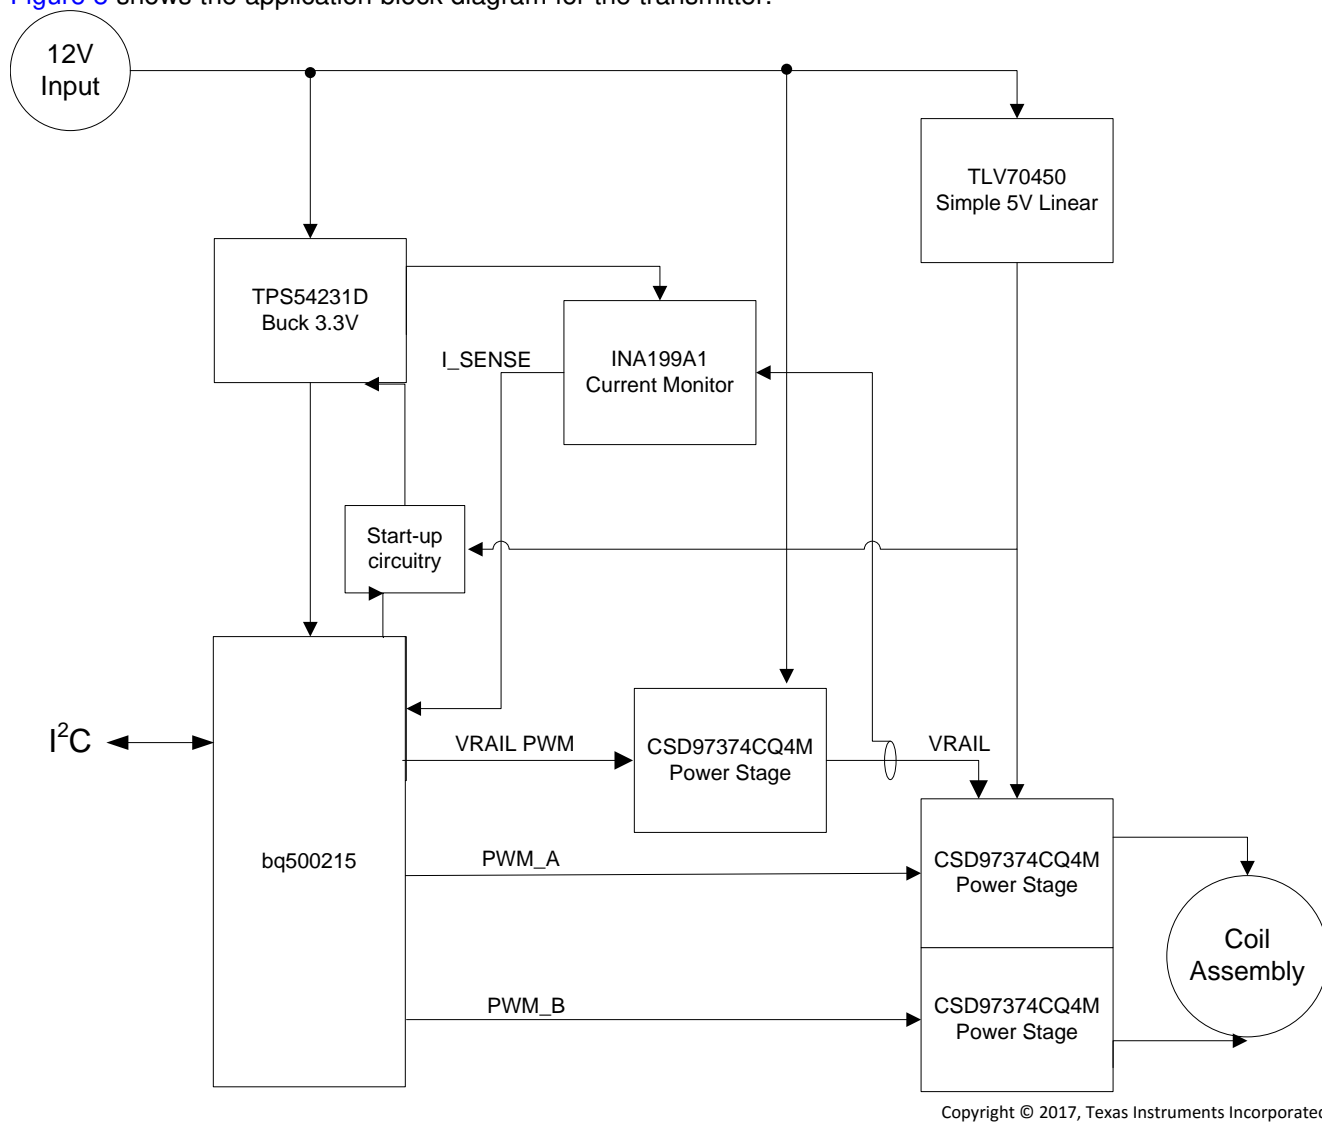 Figure 3 shows the application block diagram for the transmitter.
12V
Input
TLV70450
Simple 5V Linear
TPS54231D
Buck 3.3V
I_SENSE
INA199A1
Current Monitor
Start-up
circuitry
I²C
VRAIL PWM
CSD97374CQ4M
Power Stage
VRAIL
bq500215
PWM_A
CSD97374CQ4M
Power Stage
Coil
Assembly
PWM_B
CSD97374CQ4M
Power Stage
Copyright © 2017, Texas Instruments Incorporated